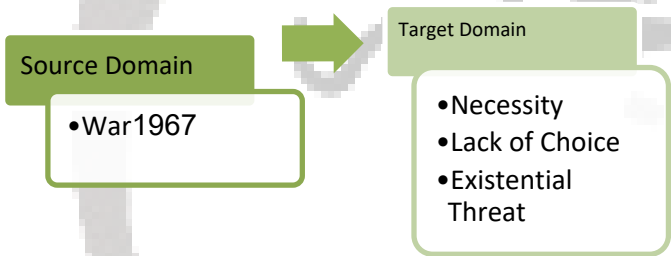 Source Domain
•War1967
Target Domain
•Necessity
•Lack of Choice
•Existential
Threat